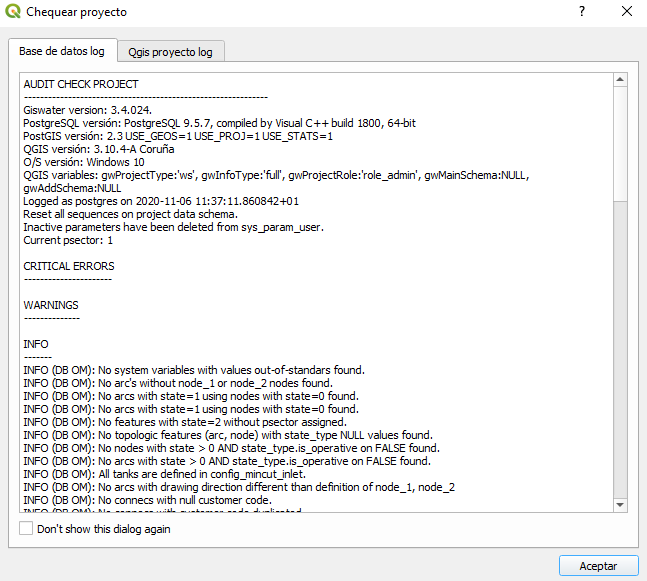 Chequear proyecto
Base de datos log
Qgis proyecto log
AUDIT CHECK PROJECT
-------------------------------------------------------------
Giswater version: 3.4.024.
PostgreSQL versión: PostgreSQL 9.5.7, compiled by Visual C++ build 1800, 64-bit
PostGIS versión: 2.3 USE_GEOS=1 USE_PROJ=1 USE_STATS=1
QGIS versión: 3.10.4-A Coruña
O/S versión: Windows 10
QGIS variables: gwProjectType:'ws', gwInfoType:'full', gwProjectRole:'role_admin', gwMainSchema:NULL,
gwAddSchema:NULL
Logged as postgres on 2020-11-06 11:37:11.860842+01
Reset all sequences on project data schema.
Inactive parameters have been deleted from sys_param_user.
Current psector: 1
CRITICAL ERRORS
----------------------
WARNINGS
--------------
INFO
-------
INFO (DB OM): No system variables with values out-of-standars found.
INFO (DB OM): No arc's without node_1 or node_2 nodes found.
INFO (DB OM): No arcs with state=1 using nodes with state=0 found.
INFO (DB OM): No arcs with state=1 using nodes with state=0 found.
INFO (DB OM): No features with state=2 without psector assigned.
INFO (DB OM): No topologic features (arc, node) with state_type NULL values found.
INFO (DB OM): No nodes with state > 0 AND state_type.is_operative on FALSE found.
INFO (DB OM): No arcs with state > 0 AND state_type.is_operative on FALSE found.
INFO (DB OM): All tanks are defined in config_mincut_inlet.
INFO (DB OM): No arcs with drawing direction different than definition of node_1, node_2
INFO (DB OM): No connecs with null customer code.
INFO (DB OM): No connecs with customer code duplicated.
Don't show this dialog again
Aceptar